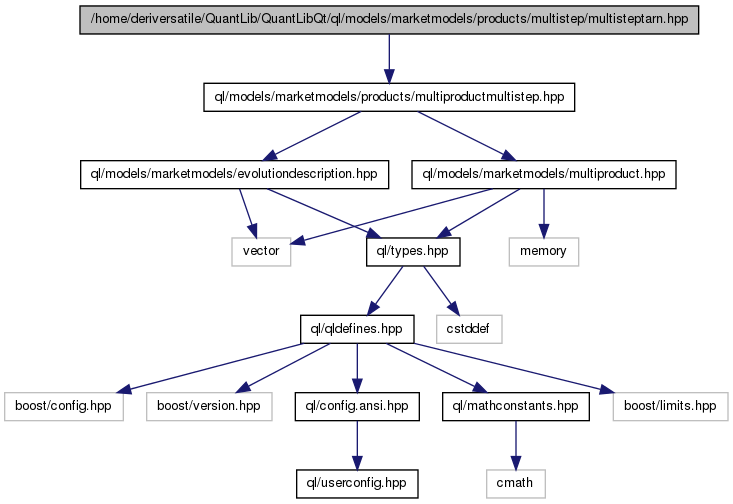 /home/deriversatile/QuantLib/QuantLibQt/ql/models/marketmodels/products/multistep/multisteptarn.hpp
ql/models/marketmodels/products/multiproductmultistep.hpp
ql/models/marketmodels/evolutiondescription.hpp
ql/models/marketmodels/multiproduct.hpp
vector
ql/types.hpp
memory
ql/qldefines.hpp
cstddef
boost/config.hpp
boost/version.hpp
ql/config.ansi.hpp
ql/mathconstants.hpp
boost/limits.hpp
ql/userconfig.hpp
cmath